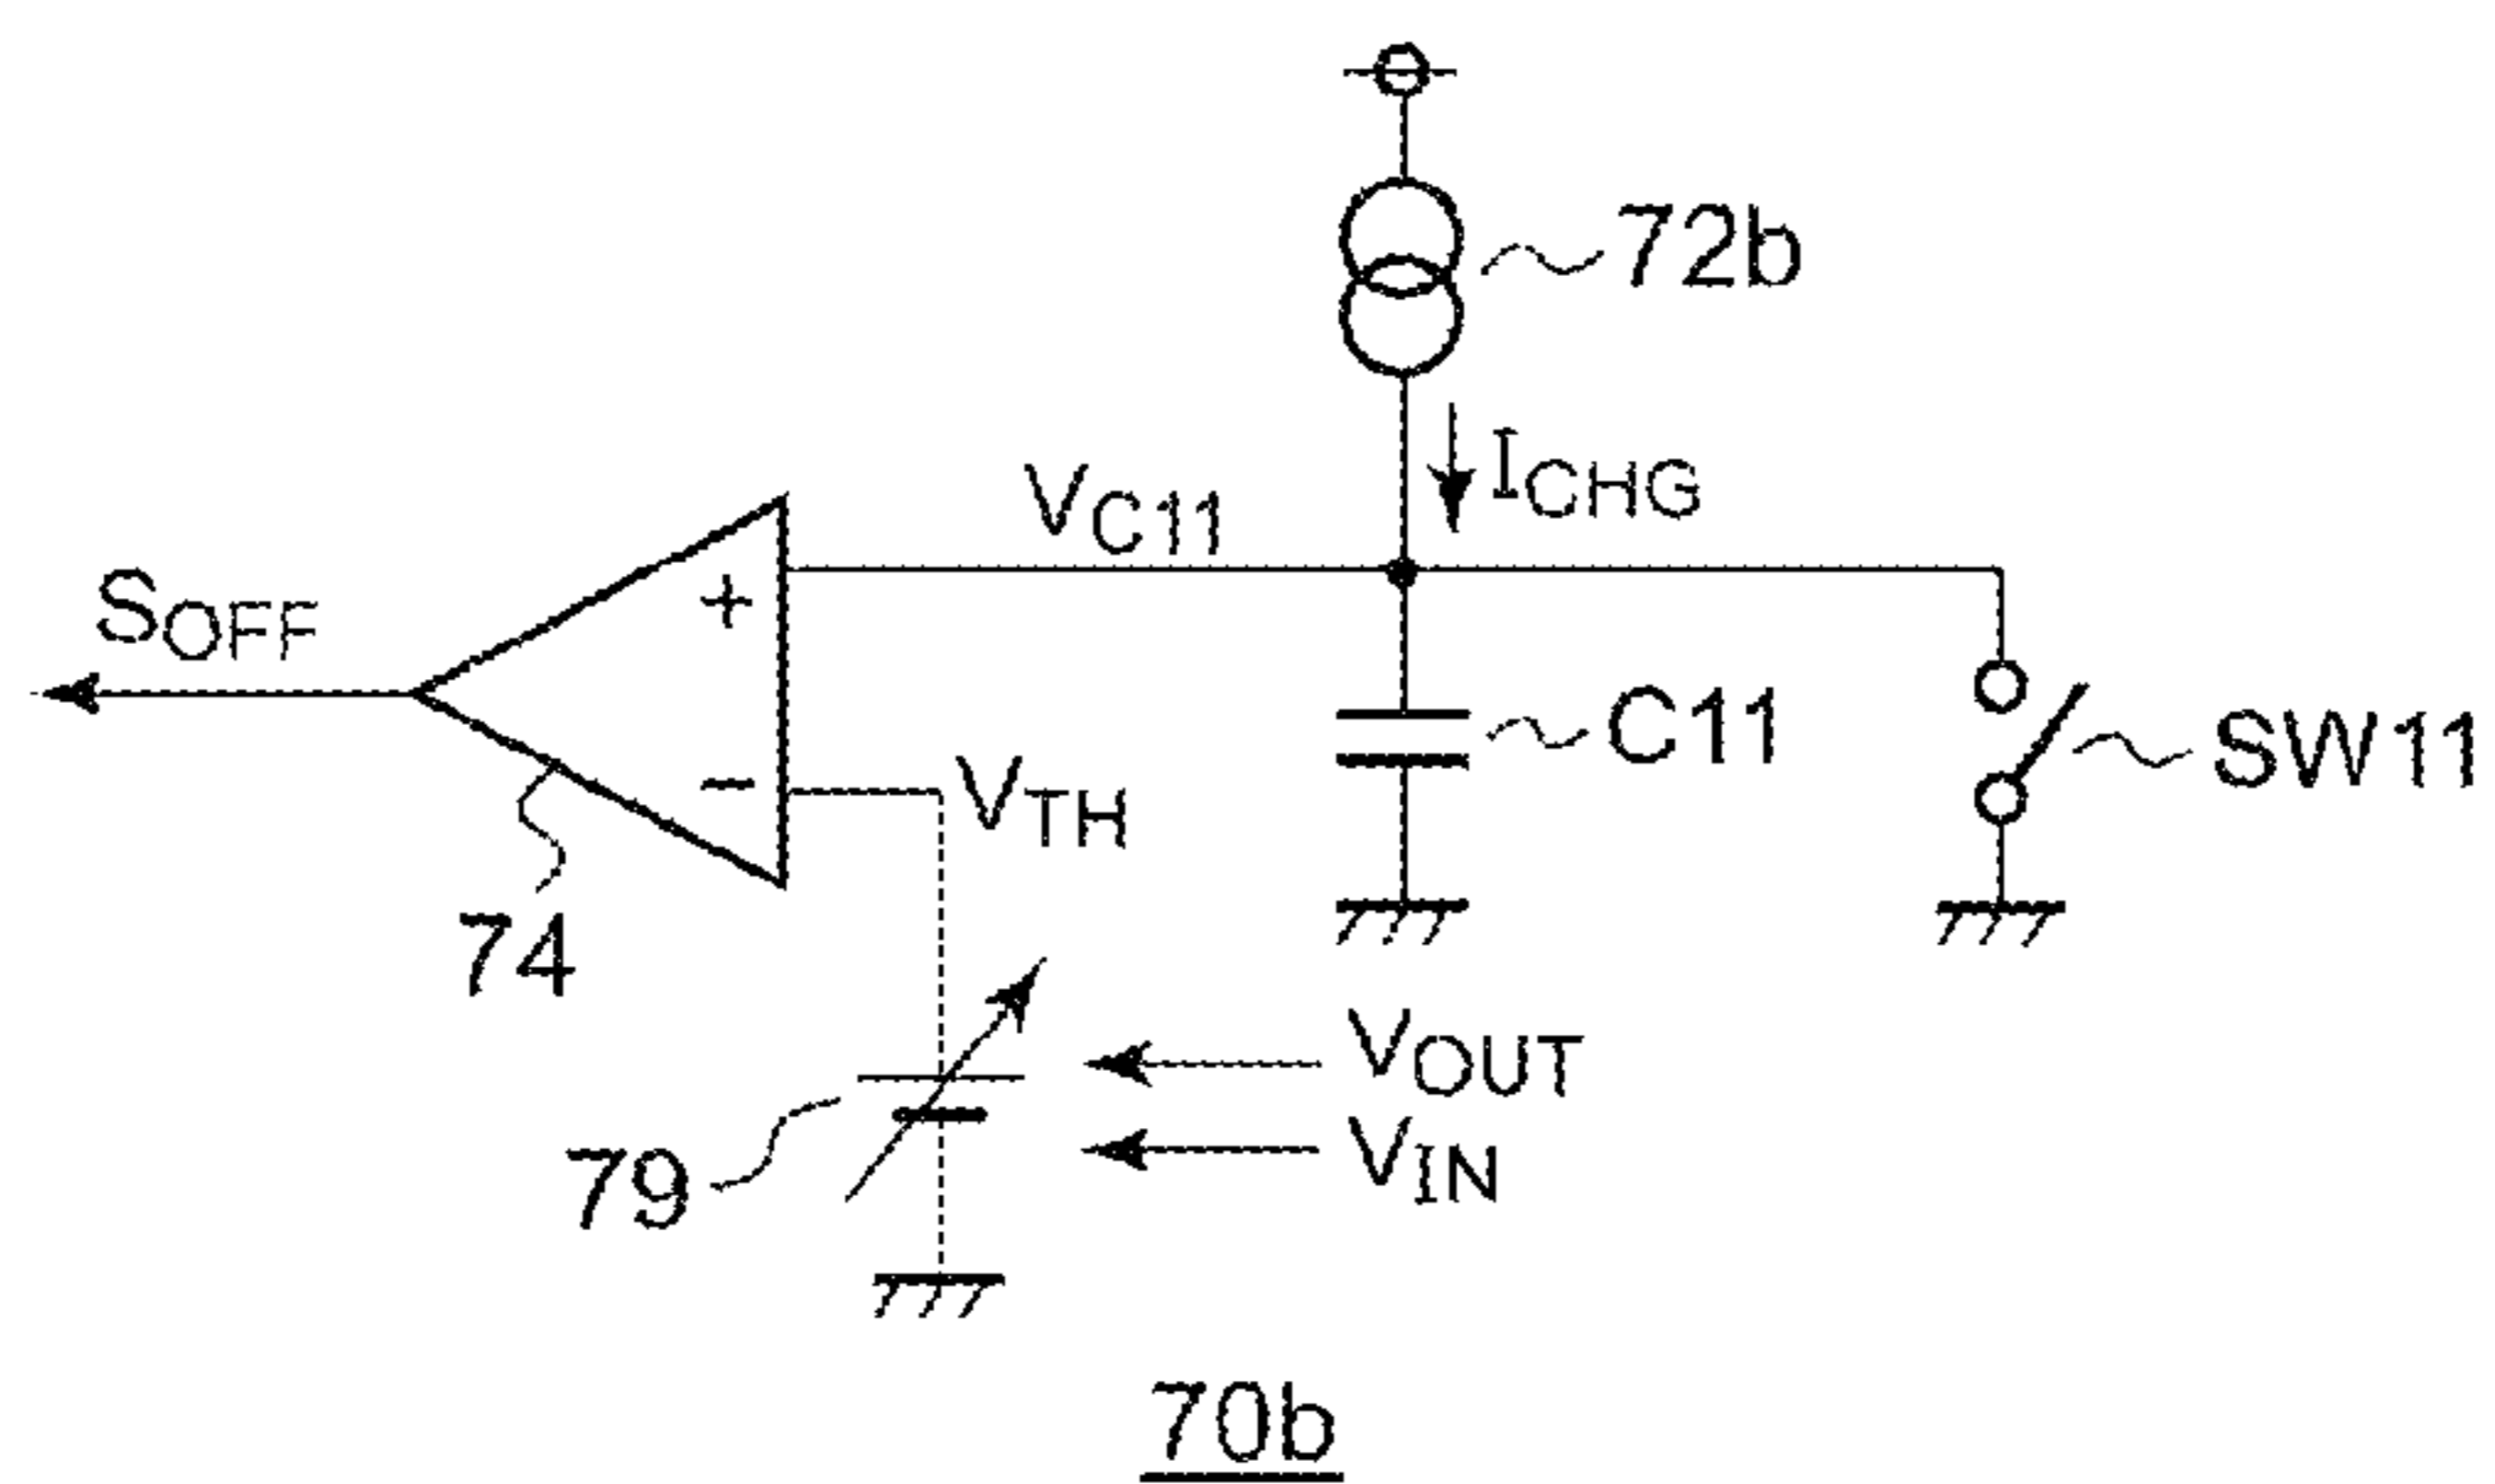 72b
ICHG
VC11
SOFF
+
C11
SW11
VTH
−
74
VOUT
VIN
79
70b